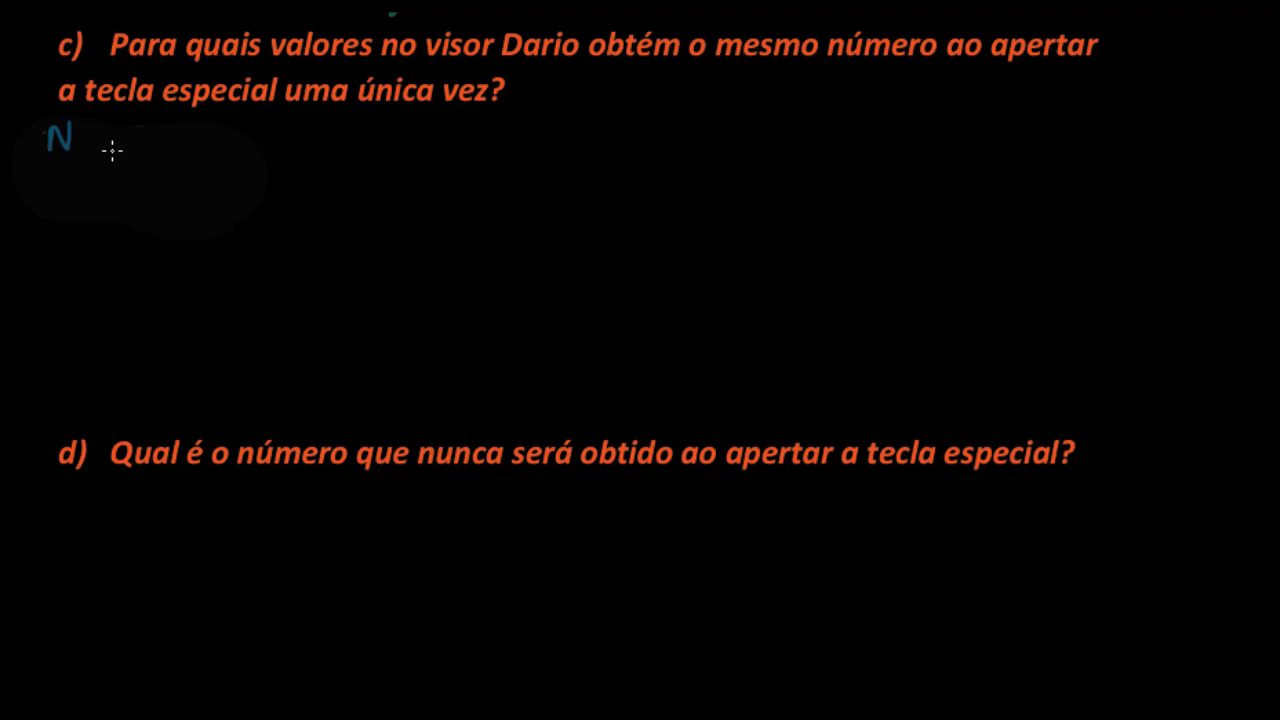 c) Para quais valores no visor Dario obtém o mesmo número ao apertar
a tecla especial uma única vez?
N
d) Qual é o número que nunca será obtido ao apertar a tecla especial?